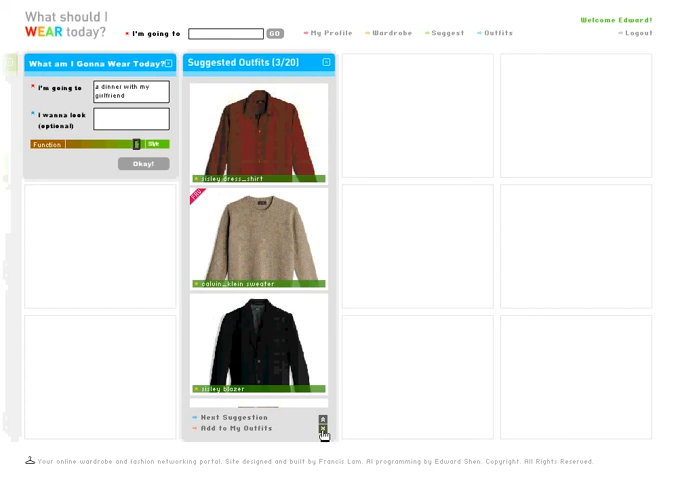 What should I
WEAR today?
I'm going to
GO
My Profile
Wardrobe
Suggest
Outfits
Welcome Edward!
Logout
What am I Gonna Wear Today?
I'm going to
a dinner with my
girlfriend
I wanna look
(optional)
Function
Style
Okay!
Suggested Outfits (3/20)
sisley dress_shirt
calvin_klein sweater
sisley blazer
Next Suggestion
Add to My Outfits
Your online wardrobe and fashion networking portal. Site designed and built by Francis Lam. AI programming by Edward Shen. Copyright. All Rights Reserved.